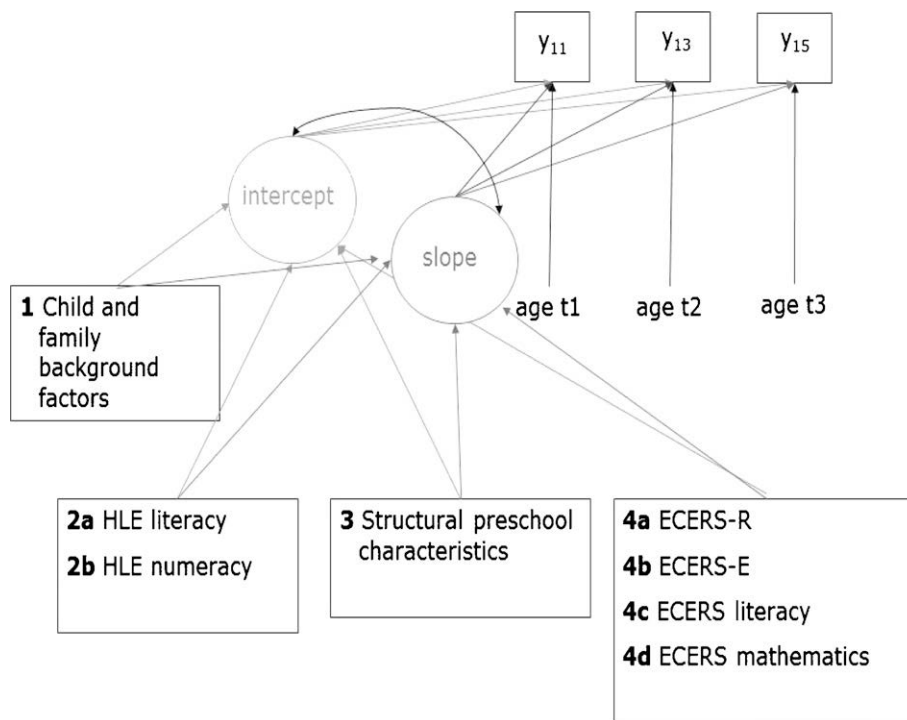 y11
y13
y15
intercept
slope
age t1
age t2
age t3
1 Child and
family
background
factors
2a HLE literacy
2b HLE numeracy
3 Structural preschool
characteristics
4a ECERS-R
4b ECERS-E
4c ECERS literacy
4d ECERS mathematics